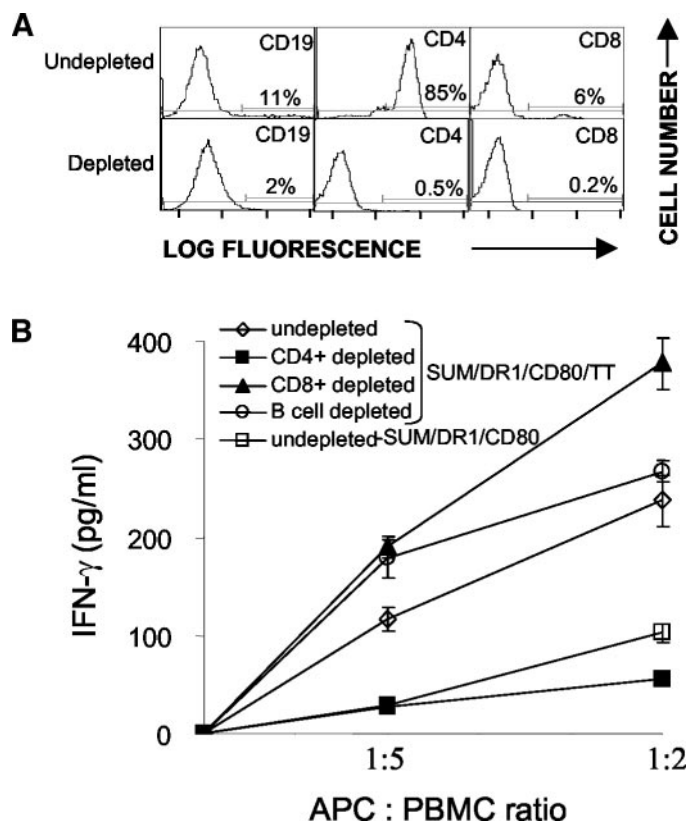 A
Undepleted
CD19
11%
CD4
85%
CD8
6%
Depleted
CD19
2%
CD4
0.5%
CD8
0.2%
LOG FLUORESCENCE
CELL NUMBER
B
undepleted
CD4+ depleted
CD8+ depleted
B cell depleted
SUM/DR1/CD80/TT
undepleted-SUM/DR1/CD80
IFN-γ (pg/ml)
400
300
200
100
0
1:5
1:2
APC : PBMC ratio